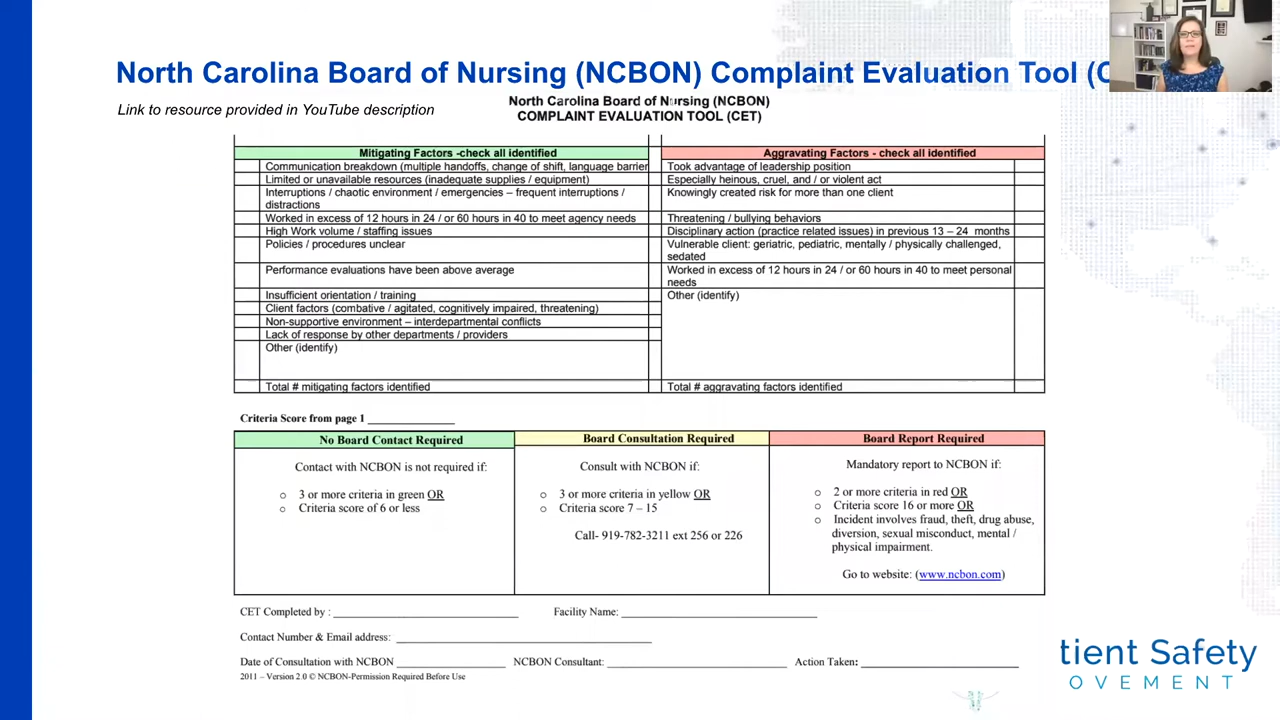 North Carolina Board of Nursing (NCBON) Complaint Evaluation Tool (C
Link to resource provided in YouTube description
North Carolina Board of Nursing (NCBON)
COMPLAINT EVALUATION TOOL (CET)
Mitigating Factors -check all identified
Communication breakdown (multiple handoffs, change of shift, language barrier
Limited or unavailable resources (inadequate supplies / equipment)
Interruptions / chaotic environment / emergencies – frequent interruptions /
distractions
Worked in excess of 12 hours in 24 / or 60 hours in 40 to meet agency needs
High Work volume / staffing issues
Policies / procedures unclear
Performance evaluations have been above average
Insufficient orientation / training
Client factors (combative / agitated, cognitively impaired, threatening)
Non-supportive environment – interdepartmental conflicts
Lack of response by other departments / providers
Other (identify)
Total # mitigating factors identified
Aggravating Factors - check all identified
Took advantage of leadership position
Especially heinous, cruel, and / or violent act
Knowingly created risk for more than one client
Threatening / bullying behaviors
Disciplinary action (practice related issues) in previous 13 – 24 months
Vulnerable client: geriatric, pediatric, mentally / physically challenged,
sedated
Worked in excess of 12 hours in 24 / or 60 hours in 40 to meet personal
needs
Other (identify)
Total # aggravating factors identified
Criteria Score from page 1 _______________
No Board Contact Required
Contact with NCBON is not required if:
o 3 or more criteria in green OR
o Criteria score of 6 or less
Board Consultation Required
Consult with NCBON if:
o 3 or more criteria in yellow OR
o Criteria score 7 – 15
Call- 919-782-3211 ext 256 or 226
Board Report Required
Mandatory report to NCBON if:
o 2 or more criteria in red OR
o Criteria score 16 or more OR
o Incident involves fraud, theft, drug abuse,
diversion, sexual misconduct, mental /
physical impairment.
Go to website: (www.ncbon.com)
CET Completed by : ______________________________ Facility Name: ________________________________
Contact Number & Email address: __________________________________________
Date of Consultation with NCBON __________________ NCBON Consultant: ______________________________ Action Taken: __________________________
2011 – Version 2.0 © NCBON-Permission Required Before Use
tient Safety
OVEMENT